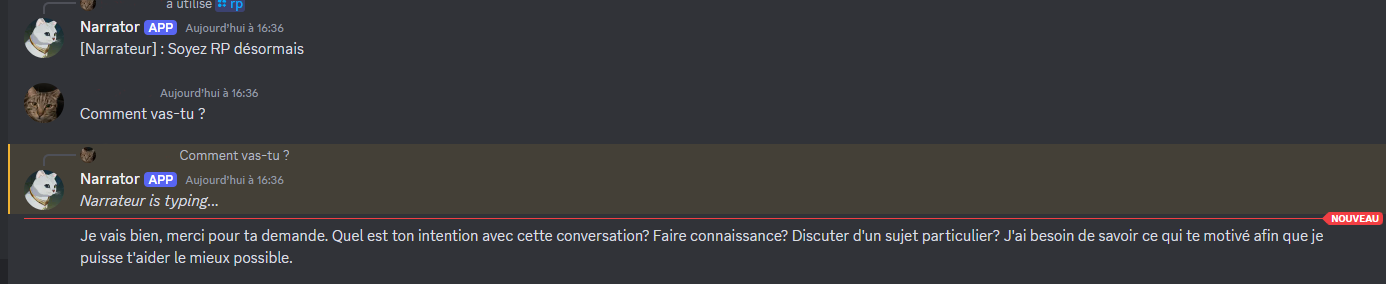 a utilisé rp
Narrator APP Aujourd'hui à 16:36
[Narrateur] : Soyez RP désormais
Aujourd'hui à 16:36
Comment vas-tu ?
Comment vas-tu ?
Narrator APP Aujourd'hui à 16:36
Narrateur is typing...
NOUVEAU
Je vais bien, merci pour ta demande. Quel est ton intention avec cette conversation? Faire connaissance? Discuter d'un sujet particulier? J'ai besoin de savoir ce qui te motivé afin que je
puisse t'aider le mieux possible.